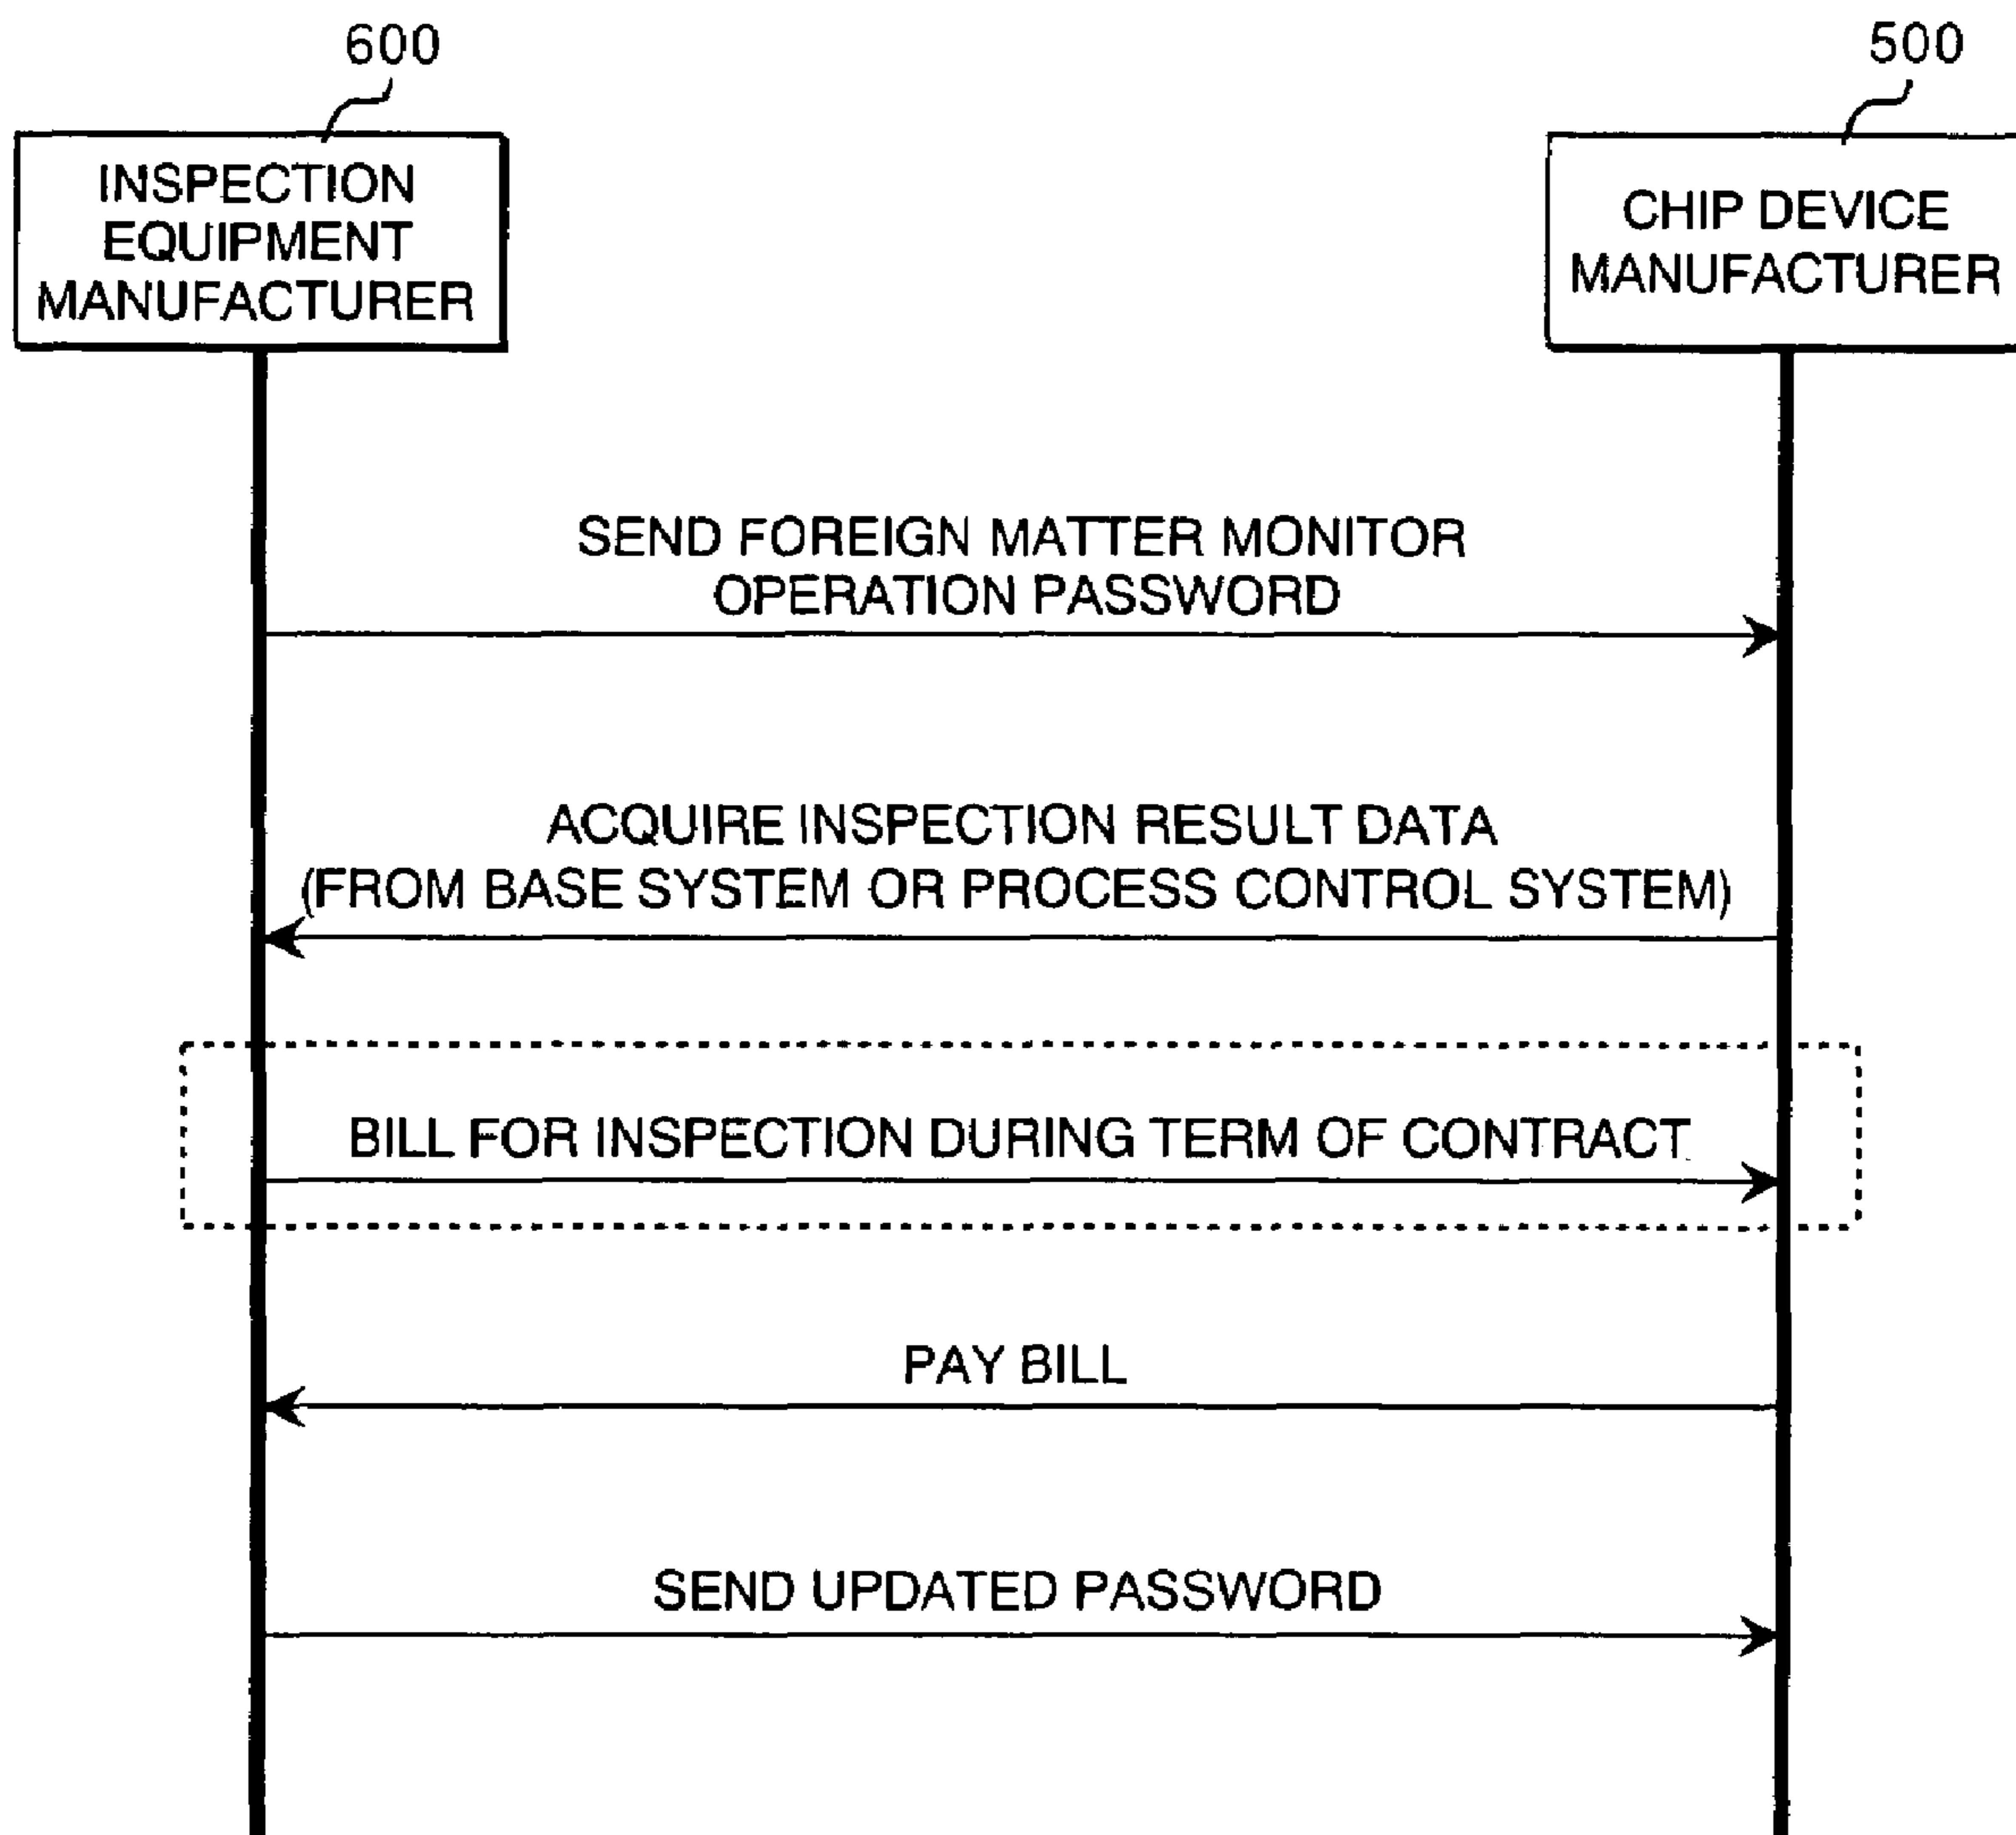 600
500
INSPECTION
EQUIPMENT
MANUFACTURER
CHIP DEVICE
MANUFACTURER
SEND FOREIGN MATTER MONITOR
OPERATION PASSWORD
ACQUIRE INSPECTION RESULT DATA
(FROM BASE SYSTEM OR PROCESS CONTROL SYSTEM)
BILL FOR INSPECTION DURING TERM OF CONTRACT
PAY BILL
SEND UPDATED PASSWORD